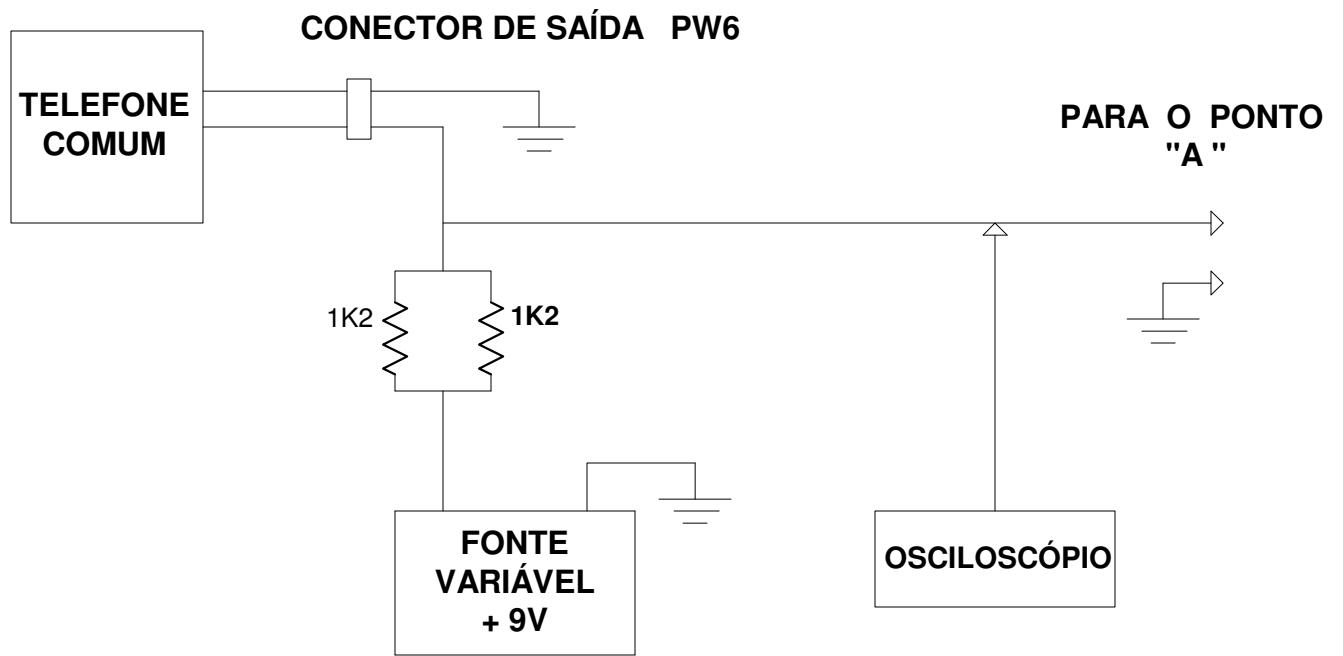 CONECTOR DE SAÍDA PW6
TELEFONE
COMUM
PARA O PONTO
"A "
1K2
1K2
FONTE
VARIÁVEL
+ 9V
OSCILOSCÓPIO